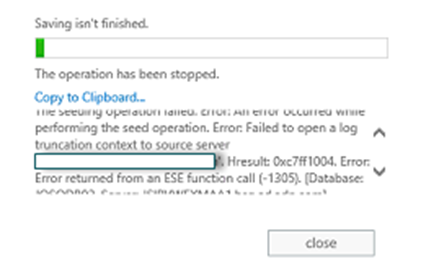 Saving isn't finished.
The operation has been stopped.
Copy to Clipboard...
The seeding operation failed. Error: An error occurred while
performing the seed operation. Error: Failed to open a log
truncation context to source server
'. Hresult: 0xc7ff1004. Error:
Error returned from an ESE function call (-1305). [Database:
close